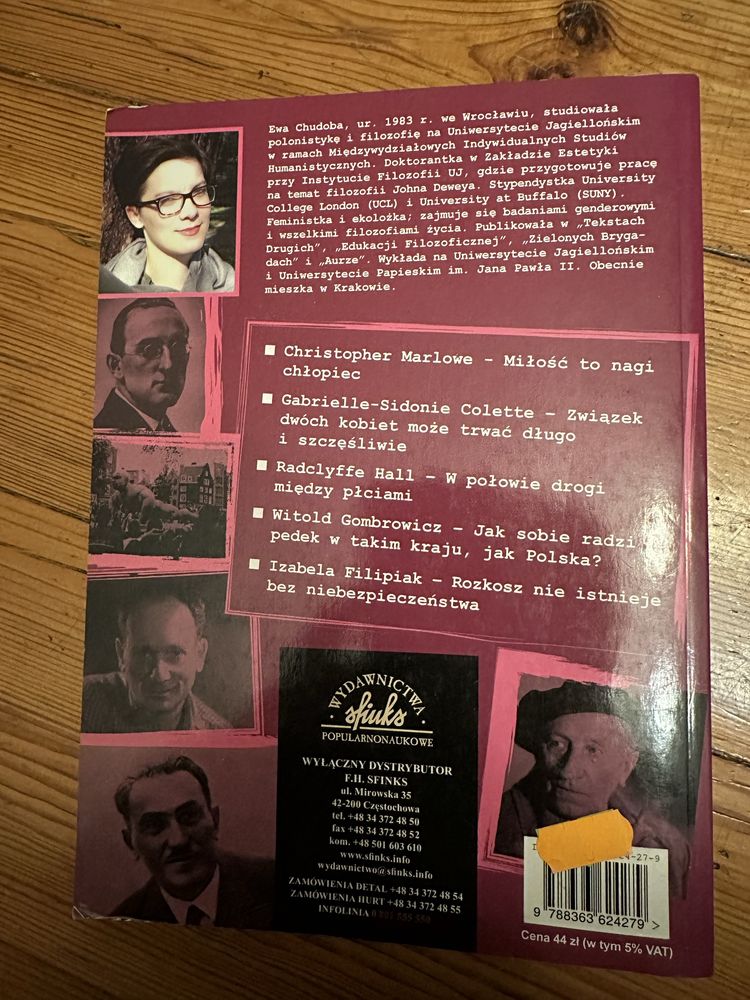 Ewa Chudoba, ur. 1983 r. we Wrocławiu, studiowała
polonistykę i filozofię na Uniwersytecie Jagiellońskim
w ramach Międzywydziałowych Indywidualnych Studiów
Humanistycznych. Doktorantka w Zakładzie Estetyki
przy Instytucie Filozofii UJ, gdzie przygotowuje pracę
na temat filozofii Johna Deweya. Stypendystka University
College London (UCL) i University at Buffalo (SUNY).
Feministka i ekolożka; zajmuje się badaniami genderowymi
i wszelkimi filozofiami życia. Publikowała w „Tekstach
Drugich”, „Edukacji Filozoficznej”, „Zielonych Bryga-
dach” i „Aurze”. Wykłada na Uniwersytecie Jagiellońskim
i Uniwersytecie Papieskim im. Jana Pawła II. Obecnie
mieszka w Krakowie.
Christopher Marlowe – Miłość to nagi
chłopiec
Gabrielle-Sidonie Colette – Związek
dwóch kobiet może trwać długo
i szczęśliwie
Radclyffe Hall – W połowie drogi
między płciami
Witold Gombrowicz – Jak sobie radzi
pedek w takim kraju, jak Polska?
Izabela Filipiak – Rozkosz nie istnieje
bez niebezpieczeństwa
WYDAWNICTWA
sfinks
POPULARNONAUKOWE
WYŁĄCZNY DYSTRYBUTOR
F.H. SFINKS
ul. Mirowska 35
42-200 Częstochowa
tel. +48 34 372 48 50
fax +48 34 372 48 52
kom. +48 501 603 610
www.sfinks.info
wydawnictwo@sfinks.info
ZAMÓWIENIA DETAL +48 34 372 48 54
ZAMÓWIENIA HURT +48 34 372 48 55
INFOLINIA
-27-9
9 788363 624279 >
Cena 44 zł (w tym 5% VAT)